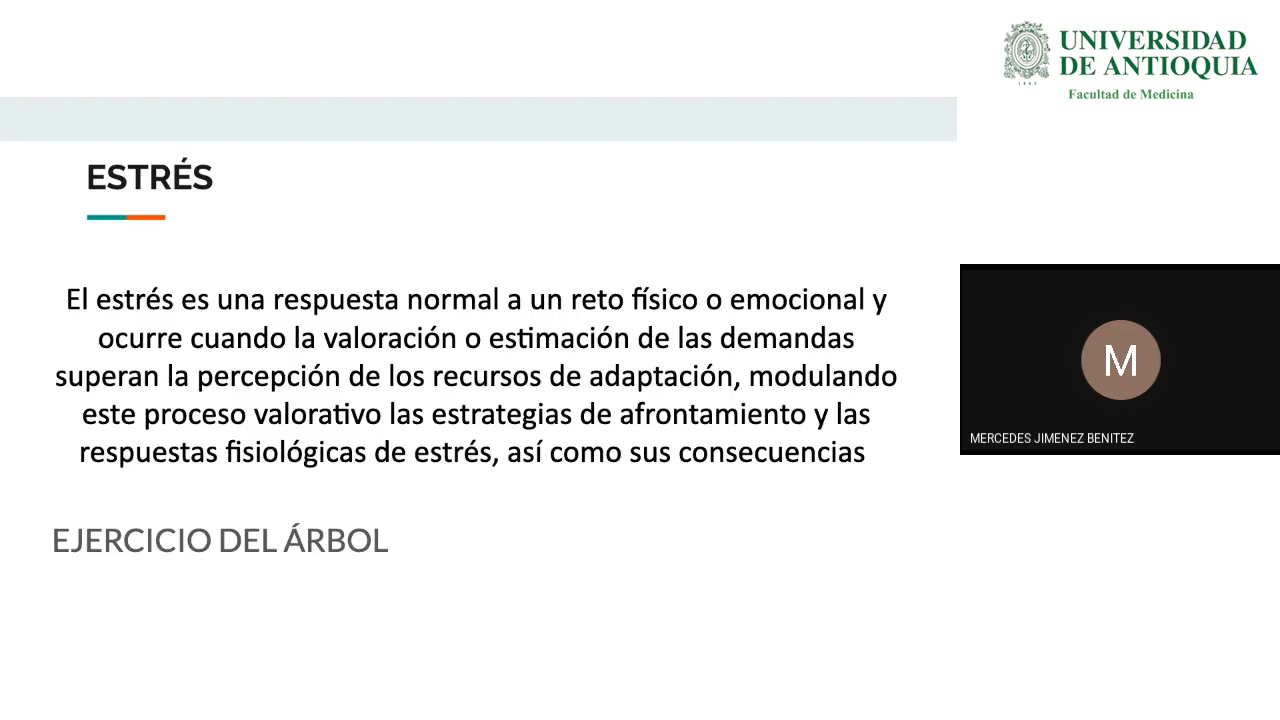 UNIVERSIDAD
DE ANTIOQUIA
1803
Facultad de Medicina
ESTRÉS
El estrés es una respuesta normal a un reto físico o emocional y
ocurre cuando la valoración o estimación de las demandas
superan la percepción de los recursos de adaptación, modulando
este proceso valorativo las estrategias de afrontamiento y las
respuestas fisiológicas de estrés, así como sus consecuencias
M
MERCEDES JIMENEZ BENITEZ
EJERCICIO DEL ÁRBOL